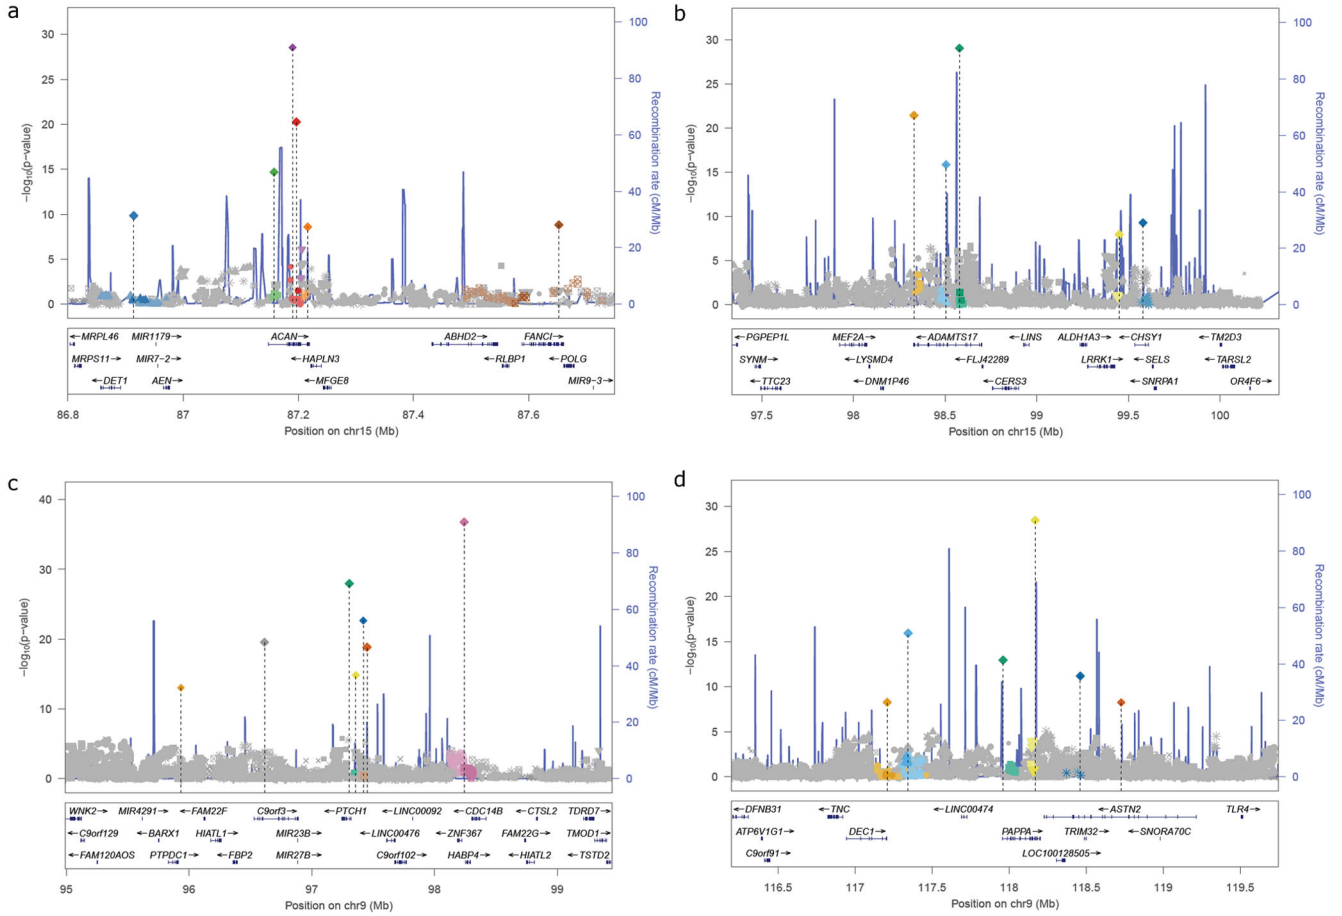 a
−log10(p-value)
30
25
20
15
10
5
0
100
80
60
40
20
0
Recombination rate (cM/Mb)
←MRPL46 MIR1179→ ACAN→ ABHD2→ FANCI→
MRPS11→ MIR7−2→ →HAPLN3 →RLBP1 ←POLG
←DET1 AEN→ ←MFGE8 MIR9−3→
86.8 87 87.2 87.4 87.6
Position on chr15 (Mb)
b
−log10(p-value)
30
25
20
15
10
5
0
100
80
60
40
20
0
Recombination rate (cM/Mb)
←PGPEP1L MEF2A→ ←ADAMTS17 ←LINS ALDH1A3→ ←CHSY1 ←TM2D3
SYNM→ ←LYSMD4 ←FLJ42289 LRRK1→ ←SELS ←TARSL2
←TTC23 ←DNM1P46 ←CERS3 ←SNRPA1 OR4F6→
97.5 98 98.5 99 99.5 100
Position on chr15 (Mb)
c
−log10(p-value)
40
30
20
10
0
100
80
60
40
20
0
Recombination rate (cM/Mb)
WNK2→ MIR4291→ ←FAM22F C9orf3→ ←PTCH1 ←LINC00092 ←CDC14B ←CTSL2 TDRD7→
←C9orf129 ←BARX1 HIATL1→ MIR23B→ ←LINC00476 ZNF367 ←FAM22G→ TMOD1→
←FAM120AOS PTPDC1→ ←FBP2 MIR27B→ C9orf102→ HABP4→ ←HIATL2 ←TSTD2
95 96 97 98 99
Position on chr9 (Mb)
d
−log10(p-value)
30
25
20
15
10
5
0
100
80
60
40
20
0
Recombination rate (cM/Mb)
←DFNB31 ←TNC ←LINC00474 ←ASTN2 TLR4→
ATP6V1G1→ DEC1→ PAPPA→ TRIM32→ ←SNORA70C
C9orf91→ LOC100128505→
116.5 117 117.5 118 118.5 119 119.5
Position on chr9 (Mb)